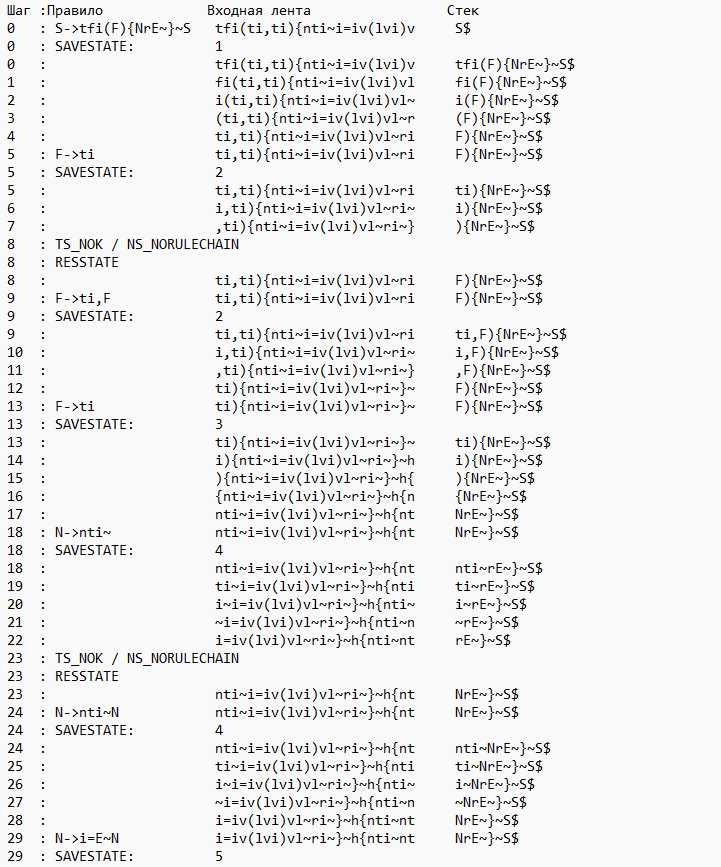 Шаг :Правило Входная лента Стек
0 : S->tfi(F){NrE~}~S tfi(ti,ti){nti~i=iv(lvi)v S$
0 : SAVESTATE: 1
0 : tfi(ti,ti){nti~i=iv(lvi)v tfi(F){NrE~}~S$
1 : fi(ti,ti){nti~i=iv(lvi)vl fi(F){NrE~}~S$
2 : i(ti,ti){nti~i=iv(lvi)vl~ i(F){NrE~}~S$
3 : (ti,ti){nti~i=iv(lvi)vl~r (F){NrE~}~S$
4 : ti,ti){nti~i=iv(lvi)vl~ri F){NrE~}~S$
5 : F->ti ti,ti){nti~i=iv(lvi)vl~ri F){NrE~}~S$
5 : SAVESTATE: 2
5 : ti,ti){nti~i=iv(lvi)vl~ri ti){NrE~}~S$
6 : i,ti){nti~i=iv(lvi)vl~ri~ i){NrE~}~S$
7 : ,ti){nti~i=iv(lvi)vl~ri~} ){NrE~}~S$
8 : TS_NOK / NS_NORULECHAIN
8 : RESSTATE
8 : ti,ti){nti~i=iv(lvi)vl~ri F){NrE~}~S$
9 : F->ti,F ti,ti){nti~i=iv(lvi)vl~ri F){NrE~}~S$
9 : SAVESTATE: 2
9 : ti,ti){nti~i=iv(lvi)vl~ri ti,F){NrE~}~S$
10 : i,ti){nti~i=iv(lvi)vl~ri~ i,F){NrE~}~S$
11 : ,ti){nti~i=iv(lvi)vl~ri~} ,F){NrE~}~S$
12 : ti){nti~i=iv(lvi)vl~ri~}~ F){NrE~}~S$
13 : F->ti ti){nti~i=iv(lvi)vl~ri~}~ F){NrE~}~S$
13 : SAVESTATE: 3
13 : ti){nti~i=iv(lvi)vl~ri~}~ ti){NrE~}~S$
14 : i){nti~i=iv(lvi)vl~ri~}~h i){NrE~}~S$
15 : ){nti~i=iv(lvi)vl~ri~}~h{ ){NrE~}~S$
16 : {nti~i=iv(lvi)vl~ri~}~h{n {NrE~}~S$
17 : nti~i=iv(lvi)vl~ri~}~h{nt NrE~}~S$
18 : N->nti~ nti~i=iv(lvi)vl~ri~}~h{nt NrE~}~S$
18 : SAVESTATE: 4
18 : nti~i=iv(lvi)vl~ri~}~h{nt nti~rE~}~S$
19 : ti~i=iv(lvi)vl~ri~}~h{nti ti~rE~}~S$
20 : i~i=iv(lvi)vl~ri~}~h{nti~ i~rE~}~S$
21 : ~i=iv(lvi)vl~ri~}~h{nti~n ~rE~}~S$
22 : i=iv(lvi)vl~ri~}~h{nti~nt rE~}~S$
23 : TS_NOK / NS_NORULECHAIN
23 : RESSTATE
23 : nti~i=iv(lvi)vl~ri~}~h{nt NrE~}~S$
24 : N->nti~N nti~i=iv(lvi)vl~ri~}~h{nt NrE~}~S$
24 : SAVESTATE: 4
24 : nti~i=iv(lvi)vl~ri~}~h{nt nti~NrE~}~S$
25 : ti~i=iv(lvi)vl~ri~}~h{nti ti~NrE~}~S$
26 : i~i=iv(lvi)vl~ri~}~h{nti~ i~NrE~}~S$
27 : ~i=iv(lvi)vl~ri~}~h{nti~n ~NrE~}~S$
28 : i=iv(lvi)vl~ri~}~h{nti~nt NrE~}~S$
29 : N->i=E~N i=iv(lvi)vl~ri~}~h{nti~nt NrE~}~S$
29 : SAVESTATE: 5